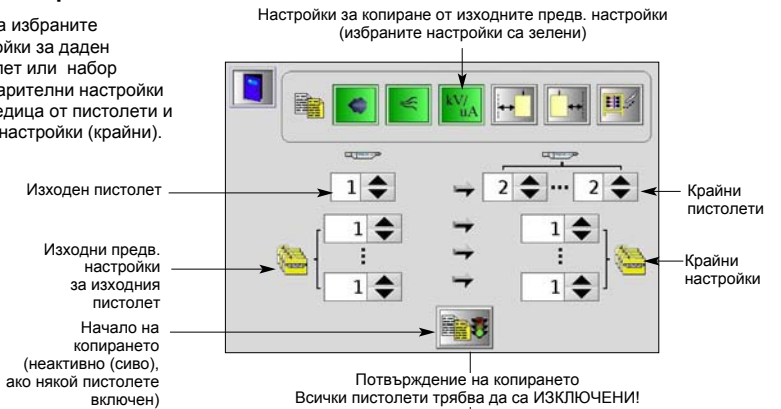 Настройки за копиране от изходните предв. настройки
(избраните настройки са зелени)
а избраните
ойки за даден
лет или набор
арителни настройки
едица от пистолети и
настройки (крайни).
kV/
uA
Изходен пистолет
1
2
2
Крайни
пистолети
1
1
Изходни предв.
настройки
за изходния
пистолет
Крайни
настройки
1
1
Начало на
копирането
(неактивно (сиво),
ако някой пистолете
включен)
Потвърждение на копирането
Всички пистолети трябва да са ИЗКЛЮЧЕНИ!